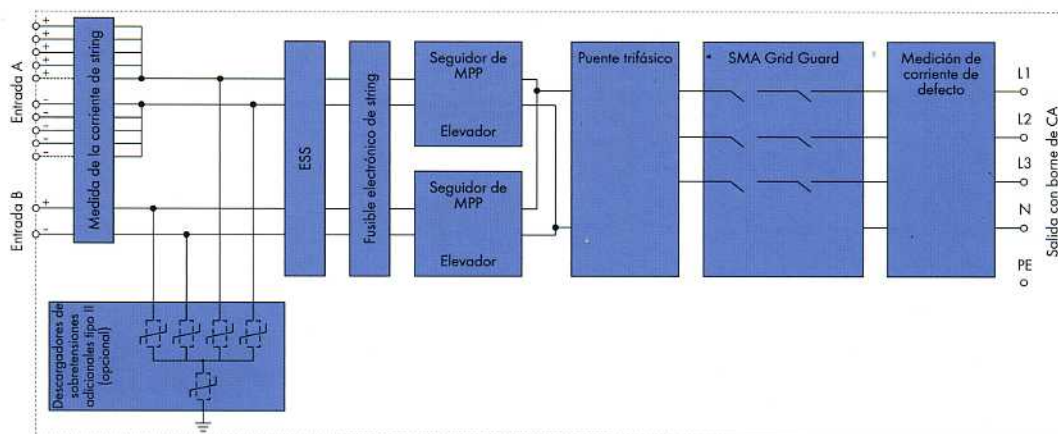 Entrada A
+
+
+
+
-
-
-
-
-
Entrada B
+
-
Medida de la corriente de string
ESS
Fusible electrónico de string
Seguidor de
MPP
Elevador
Seguidor de
MPP
Elevador
Puente trifásico
SMA Grid Guard
Medición de
corriente de
defecto
L1
L2
L3
N
PE
Salida con borne de CA
Descargadores de
sobretensiones
adicionales tipo II
(opcional)